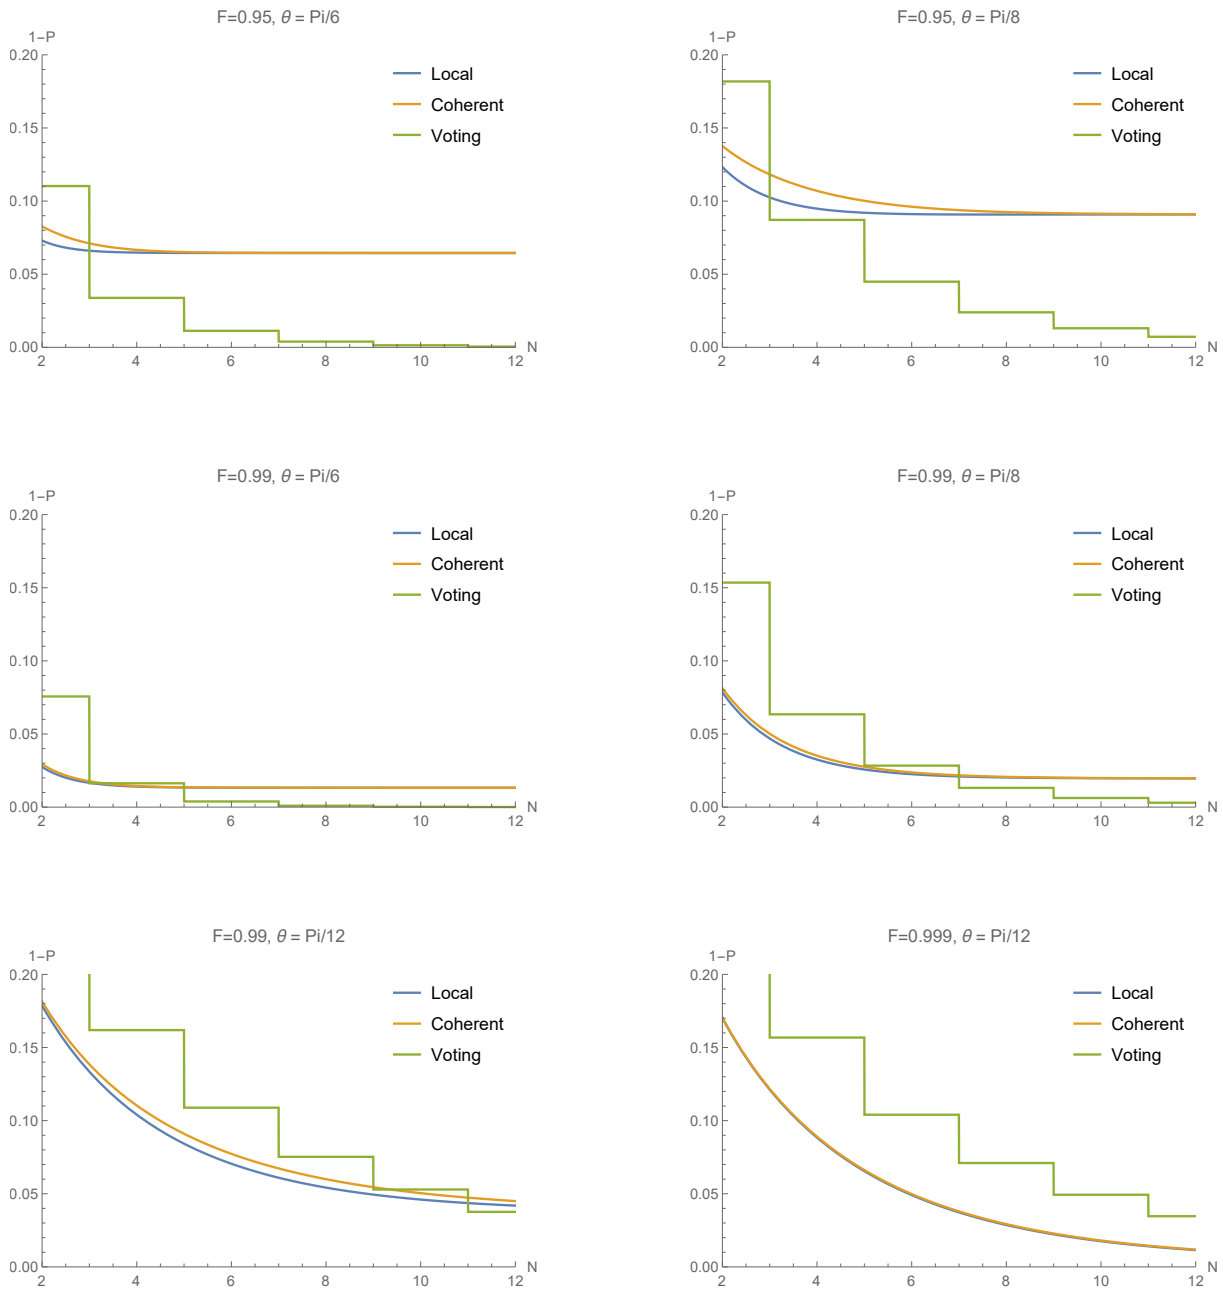 F=0.95, θ = Pi/6
1−P
0.20
0.15
0.10
0.05
0.00
2 4 6 8 10 12 N
Local
Coherent
Voting
F=0.95, θ = Pi/8
1−P
0.20
0.15
0.10
0.05
0.00
2 4 6 8 10 12 N
Local
Coherent
Voting
F=0.99, θ = Pi/6
1−P
0.20
0.15
0.10
0.05
0.00
2 4 6 8 10 12 N
Local
Coherent
Voting
F=0.99, θ = Pi/8
1−P
0.20
0.15
0.10
0.05
0.00
2 4 6 8 10 12 N
Local
Coherent
Voting
F=0.99, θ = Pi/12
1−P
0.20
0.15
0.10
0.05
0.00
2 4 6 8 10 12 N
Local
Coherent
Voting
F=0.999, θ = Pi/12
1−P
0.20
0.15
0.10
0.05
0.00
2 4 6 8 10 12 N
Local
Coherent
Voting